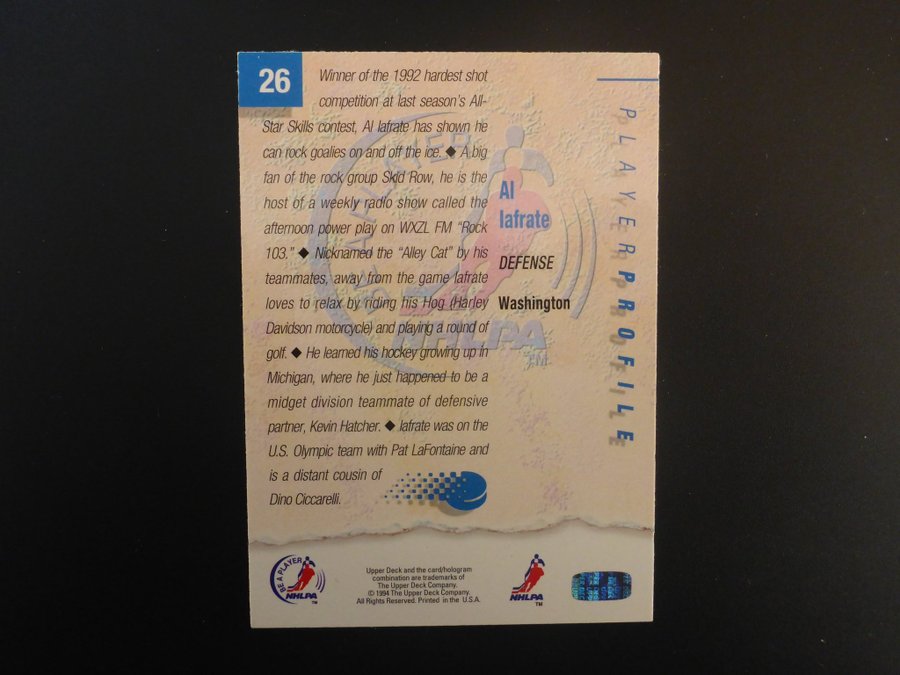 26
Winner of the 1992 hardest shot
competition at last season's All-
Star Skills contest, Al Iafrate has shown he
can rock goalies on and off the ice. ◆ A big
fan of the rock group Skid Row, he is the
host of a weekly radio show called the
afternoon power play on WXZL FM "Rock
103." ◆ Nicknamed the "Alley Cat" by his
teammates, away from the game Iafrate
loves to relax by riding his Hog (Harley
Davidson motorcycle) and playing a round of
golf. ◆ He learned his hockey growing up in
Michigan, where he just happened to be a
midget division teammate of defensive
partner, Kevin Hatcher. ◆ Iafrate was on the
U.S. Olympic team with Pat LaFontaine and
is a distant cousin of
Dino Ciccarelli.
Al
Iafrate
DEFENSE
Washington
PLAYER PROFILE
BE A PLAYER
NHLPA
TM
BE A PLAYER
NHLPA
TM
Upper Deck and the card/hologram
combination are trademarks of
The Upper Deck Company.
© 1994 The Upper Deck Company.
All Rights Reserved. Printed in the U.S.A.
NHLPA
TM